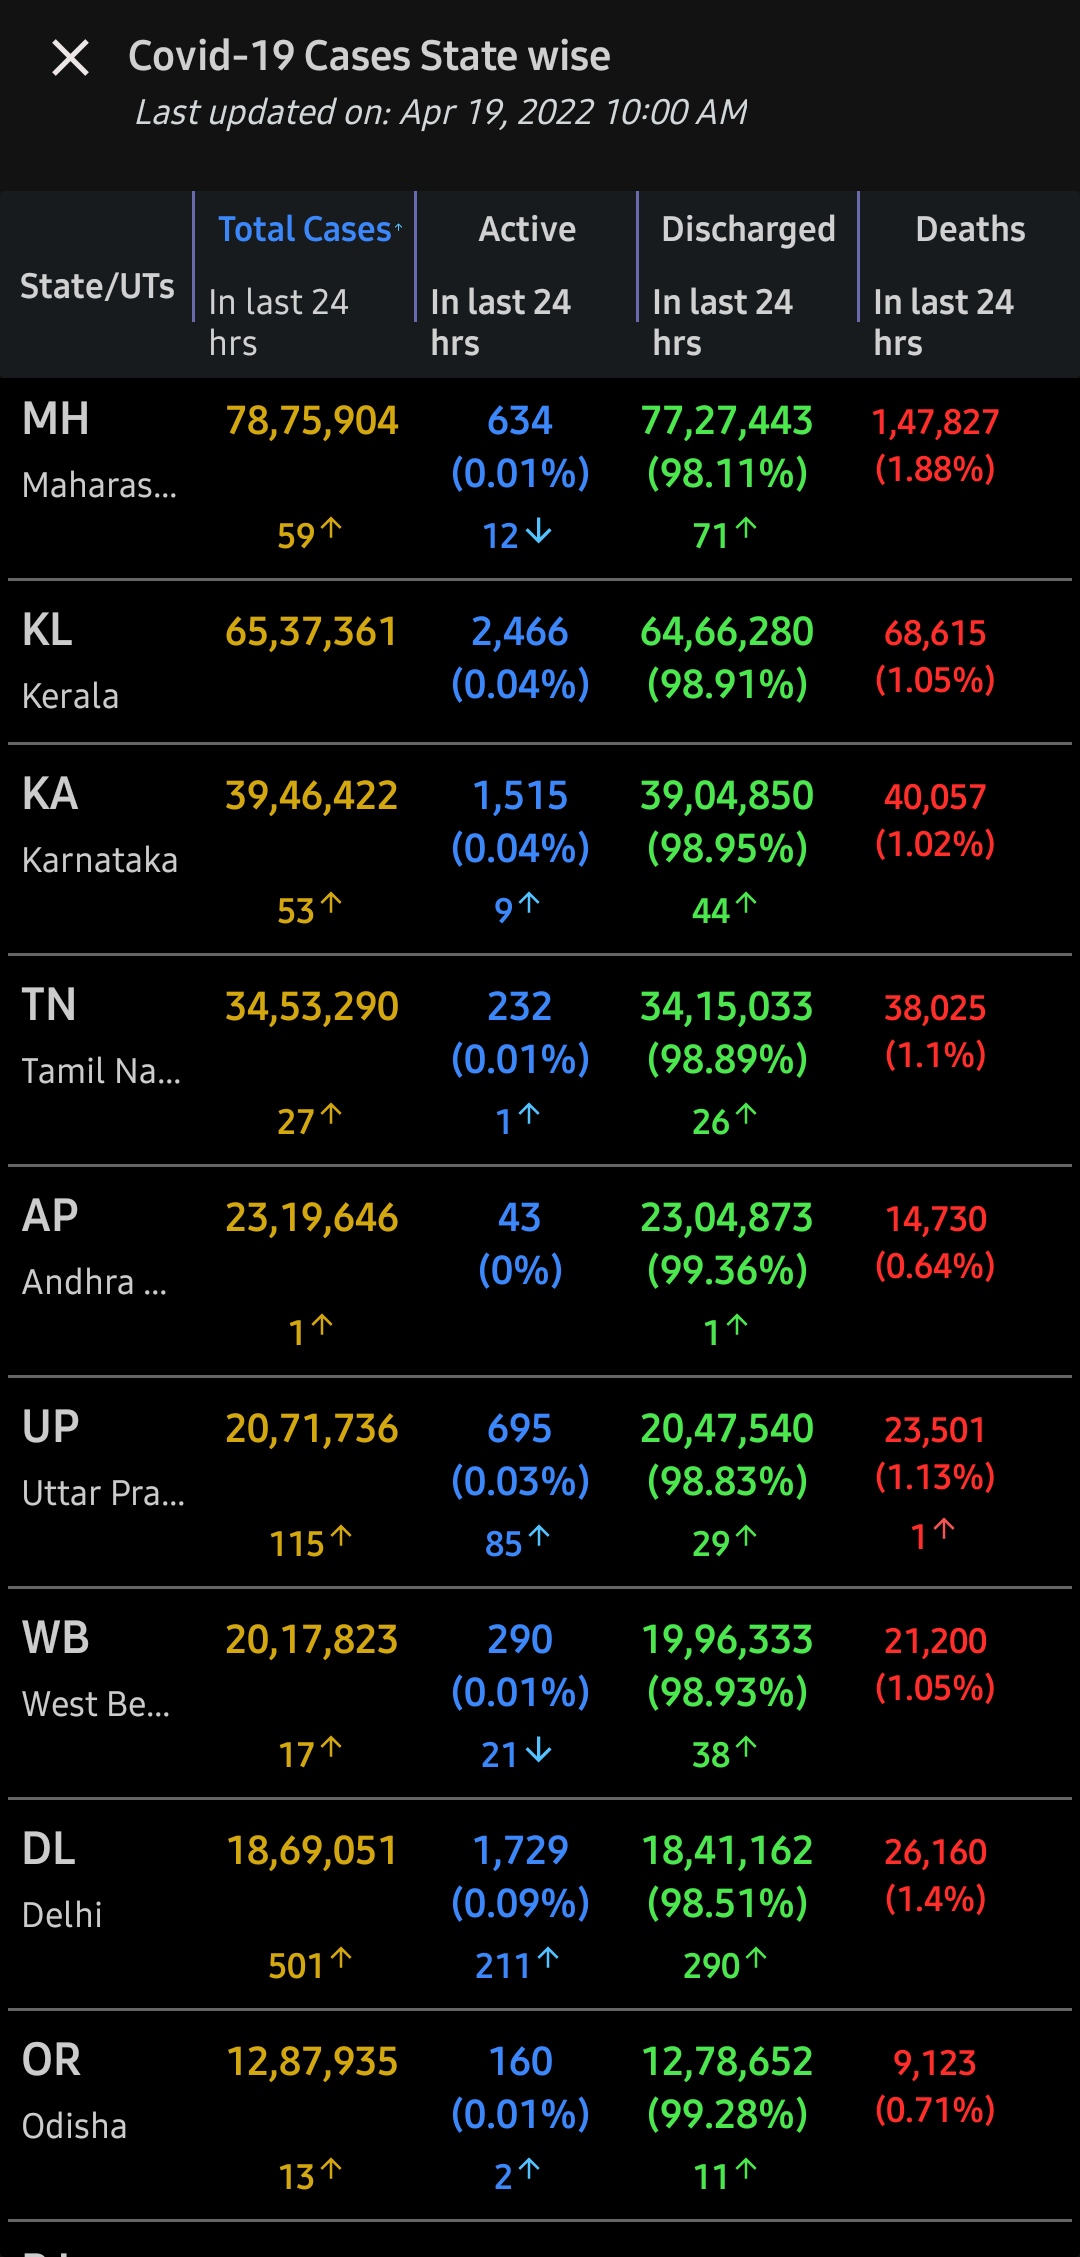 Covid-19 Cases State wise
Last updated on: Apr 19, 2022 10:00 AM
State/UTs
Total Cases↑ Active Discharged Deaths
In last 24 hrs In last 24 hrs In last 24 hrs In last 24 hrs
MH 78,75,904 634 77,27,443 1,47,827
Maharas... (0.01%) (98.11%) (1.88%)
59↑ 12↓ 71↑
KL 65,37,361 2,466 64,66,280 68,615
Kerala (0.04%) (98.91%) (1.05%)
KA 39,46,422 1,515 39,04,850 40,057
Karnataka (0.04%) (98.95%) (1.02%)
53↑ 9↑ 44↑
TN 34,53,290 232 34,15,033 38,025
Tamil Na... (0.01%) (98.89%) (1.1%)
27↑ 1↑ 26↑
AP 23,19,646 43 23,04,873 14,730
Andhra ... (0%) (99.36%) (0.64%)
1↑ 1↑
UP 20,71,736 695 20,47,540 23,501
Uttar Pra... (0.03%) (98.83%) (1.13%)
115↑ 85↑ 29↑ 1↑
WB 20,17,823 290 19,96,333 21,200
West Be... (0.01%) (98.93%) (1.05%)
17↑ 21↓ 38↑
DL 18,69,051 1,729 18,41,162 26,160
Delhi (0.09%) (98.51%) (1.4%)
501↑ 211↑ 290↑
OR 12,87,935 160 12,78,652 9,123
Odisha (0.01%) (99.28%) (0.71%)
13↑ 2↑ 11↑